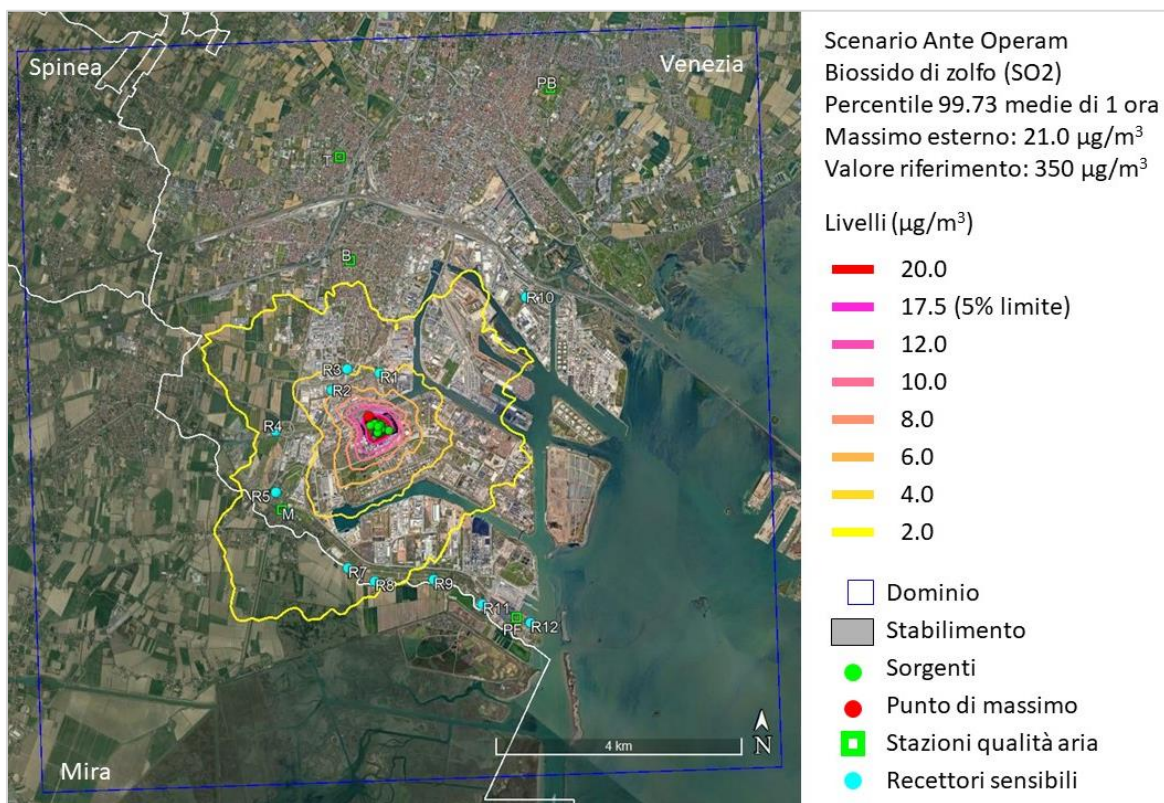 Spinea
Venezia
PB
T
B
R10
R3
R1
R2
R4
R5
M
R7
R8
R9
R11
PF
R12
4 km
N
Mira
Scenario Ante Operam
Biossido di zolfo (SO2)
Percentile 99.73 medie di 1 ora
Massimo esterno: 21.0 µg/m³
Valore riferimento: 350 µg/m³
Livelli (µg/m³)
20.0
17.5 (5% limite)
12.0
10.0
8.0
6.0
4.0
2.0
Dominio
Stabilimento
Sorgenti
Punto di massimo
Stazioni qualità aria
Recettori sensibili